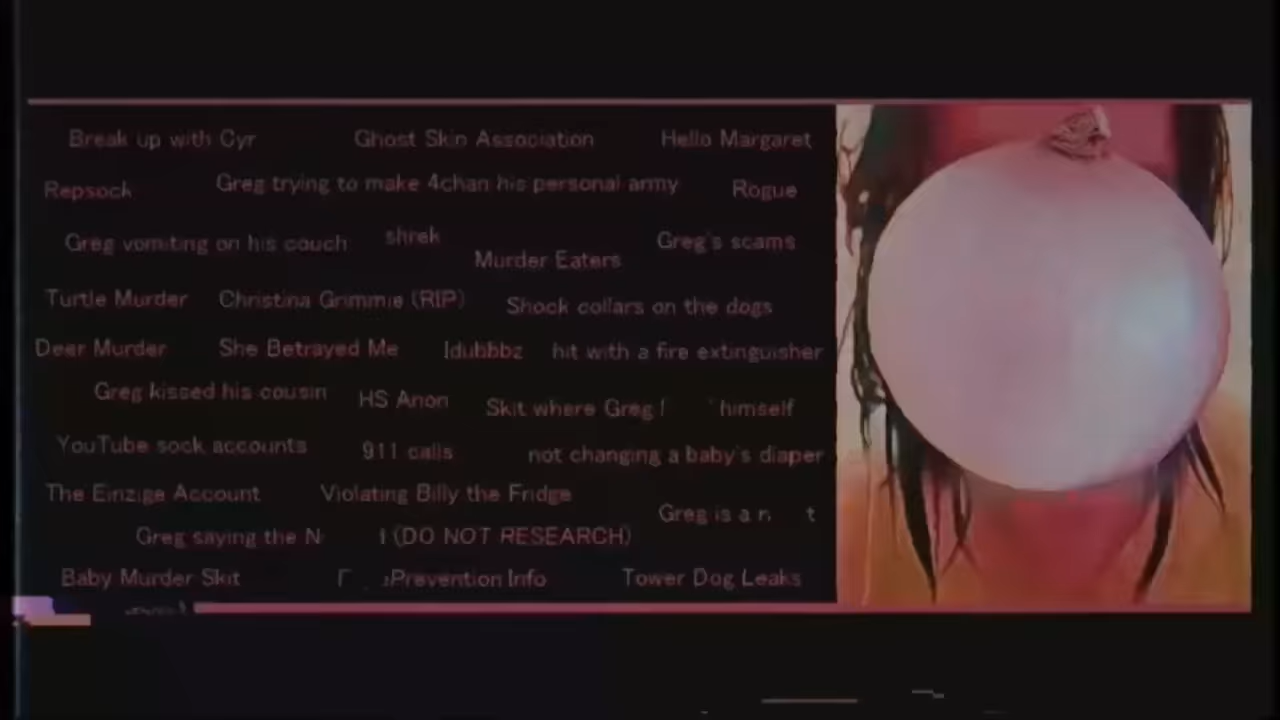 Break up with Cyr Ghost Skin Association Hello Margaret
Repsock Greg trying to make 4chan his personal army Rogue
Greg vomiting on his couch shrek Greg's scams
Murder Eaters
Turtle Murder Christina Grimmie (RIP) Shock collars on the dogs
Deer Murder She Betrayed Me Idubbbz hit with a fire extinguisher
Greg kissed his cousin HS Anon Skit where Greg himself
YouTube sock accounts 911 calls not changing a baby's diaper
The Einzige Account Violating Billy the Fridge
Greg is a
Greg saying the N (DO NOT RESEARCH)
Baby Murder Skit Prevention Info Tower Dog Leaks